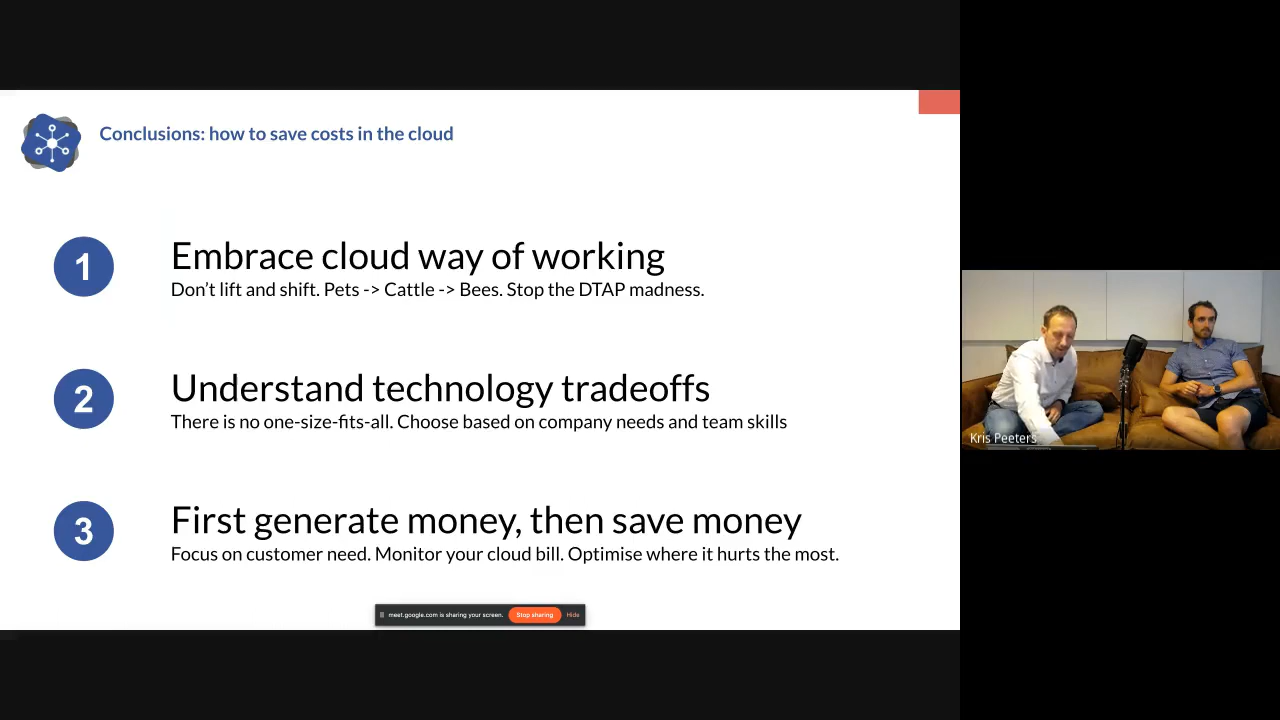 Conclusions: how to save costs in the cloud
1
Embrace cloud way of working
Don't lift and shift. Pets -> Cattle -> Bees. Stop the DTAP madness.
2
Understand technology tradeoffs
There is no one-size-fits-all. Choose based on company needs and team skills
3
First generate money, then save money
Focus on customer need. Monitor your cloud bill. Optimise where it hurts the most.
meet.google.com is sharing your screen. Stop sharing Hide
Kris Peeters